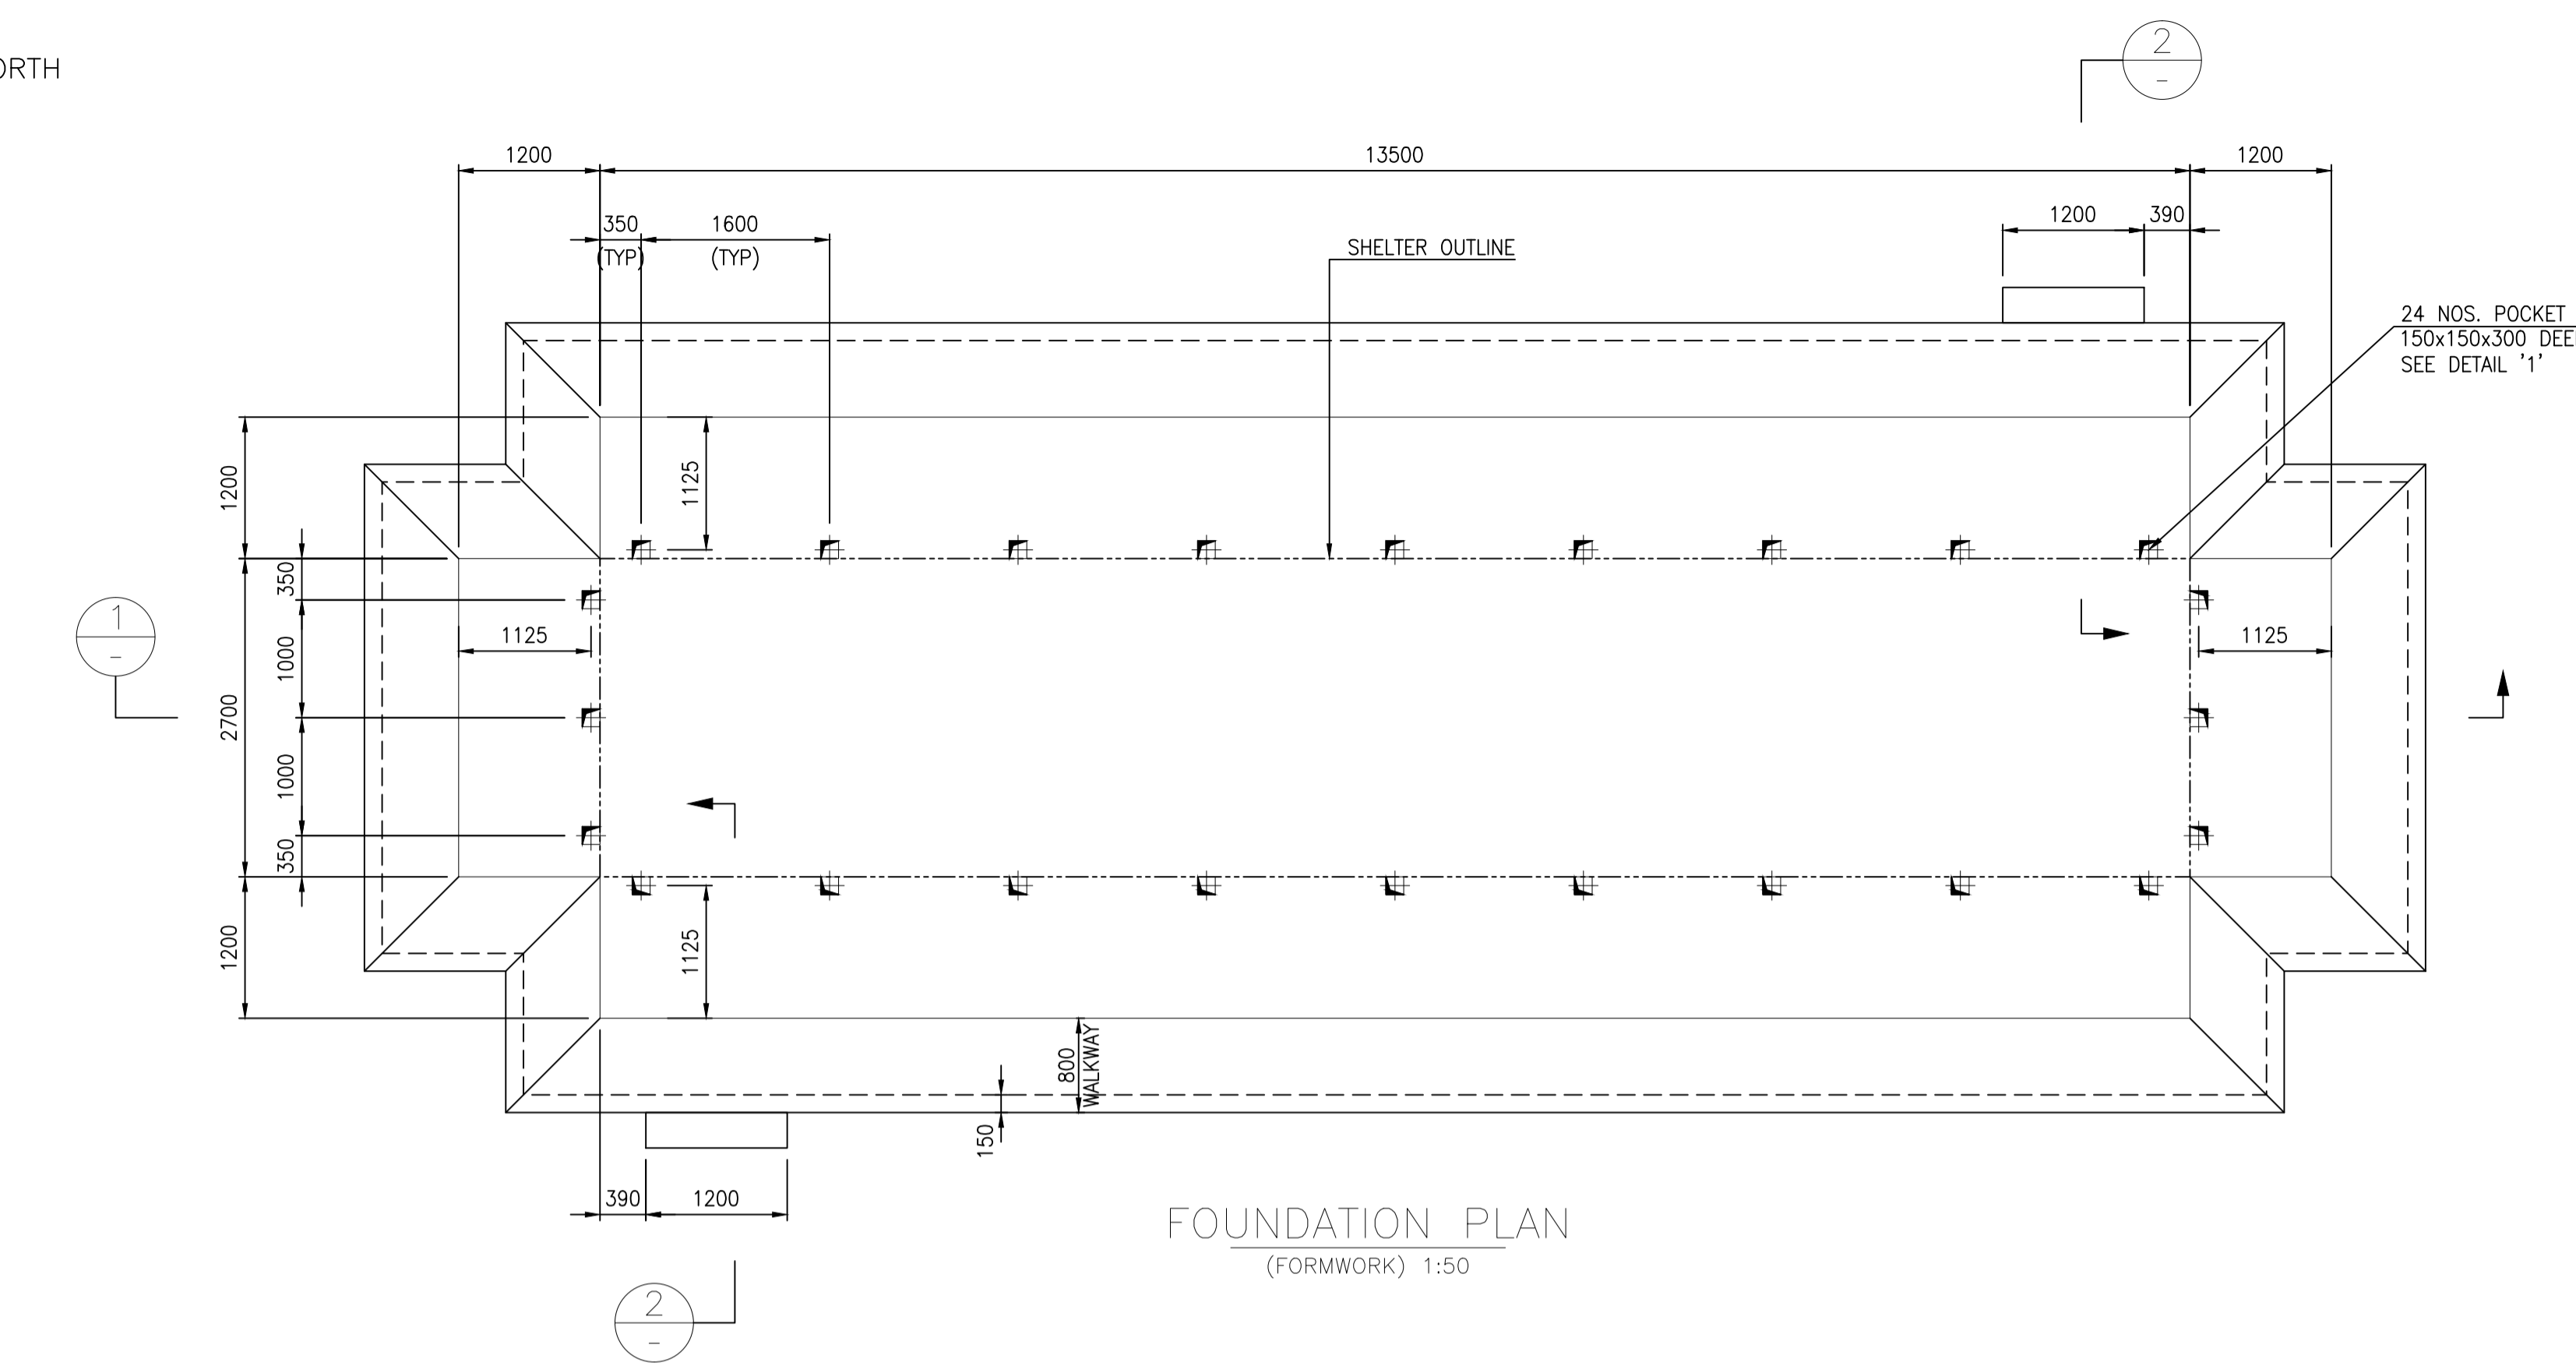 ORTH
2
-
1200
13500
1200
350
(TYP)
1600
(TYP)
1200
390
SHELTER OUTLINE
24 NOS. POCKET
150x150x300 DEE
SEE DETAIL '1'
1200
1125
350
1
-
1125
1000
1125
2700
1000
350
1200
1125
800
WALKWAY
150
390
1200
FOUNDATION PLAN
(FORMWORK) 1:50
2
-